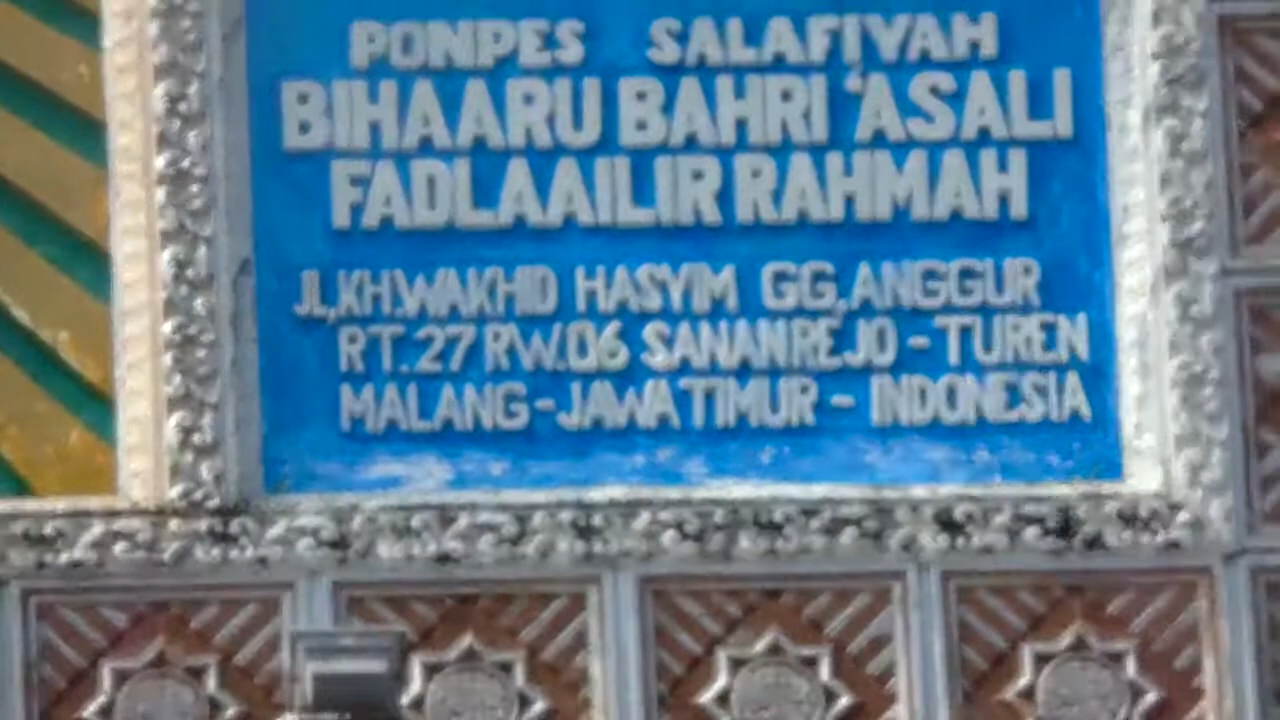 PONPES SALAFIYAH
BIHAARU BAHRI 'ASALI
FADLAAILIR RAHMAH
JL,KH.WAKHID HASYIM GG,ANGGUR
RT.27 RW.06 SANANREJO - TUREN
MALANG - JAWA TIMUR - INDONESIA